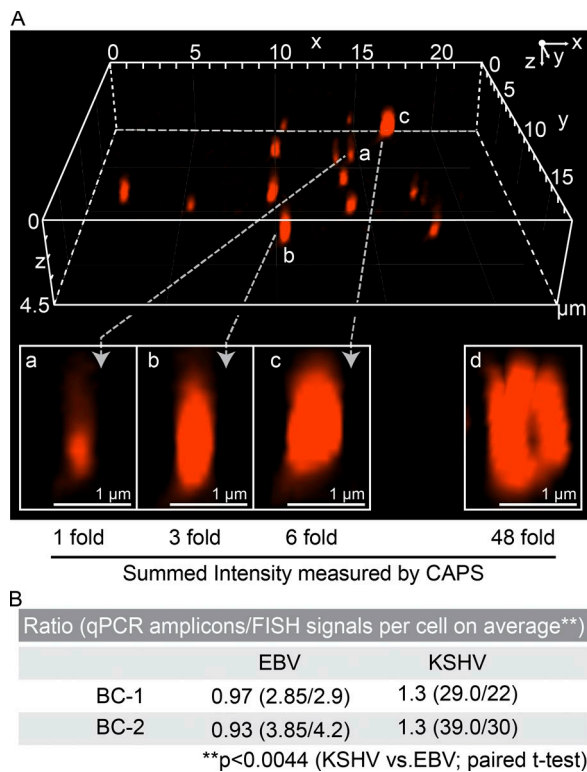 A
x
0 5 10 15 20
x
z
y
0
5
y
10
15
c
a
b
0
z
4.5
μm
a b c d
1 μm 1 μm 1 μm 1 μm
1 fold 3 fold 6 fold 48 fold
Summed Intensity measured by CAPS
B
Ratio (qPCR amplicons/FISH signals per cell on average**)
EBV KSHV
BC-1 0.97 (2.85/2.9) 1.3 (29.0/22)
BC-2 0.93 (3.85/4.2) 1.3 (39.0/30)
**p<0.0044 (KSHV vs.EBV; paired t-test)